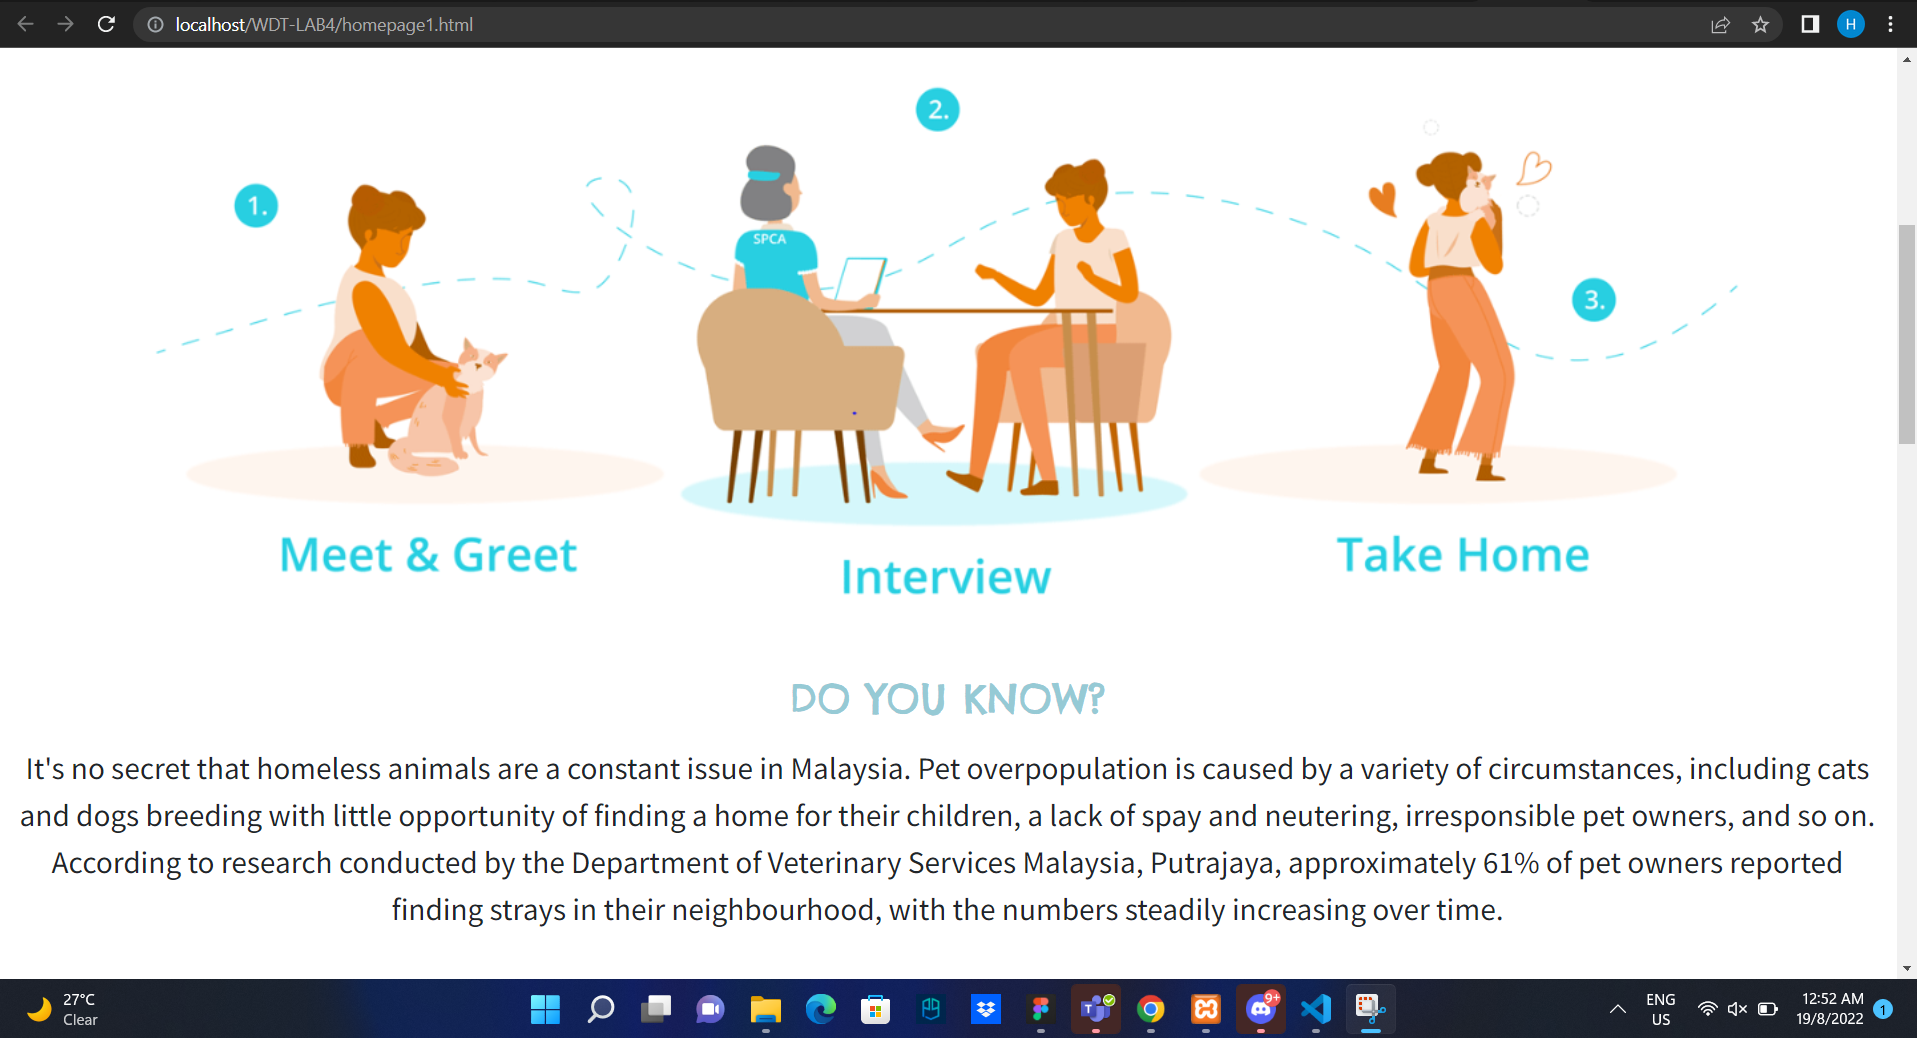 localhost/WDT-LAB4/homepage1.html
H
1.
2.
SPCA
3.
Meet & Greet
Interview
Take Home
DO YOU KNOW?
It's no secret that homeless animals are a constant issue in Malaysia. Pet overpopulation is caused by a variety of circumstances, including cats
and dogs breeding with little opportunity of finding a home for their children, a lack of spay and neutering, irresponsible pet owners, and so on.
According to research conducted by the Department of Veterinary Services Malaysia, Putrajaya, approximately 61% of pet owners reported
finding strays in their neighbourhood, with the numbers steadily increasing over time.
27°C
Clear
9+
ENG
US
12:52 AM
19/8/2022
1